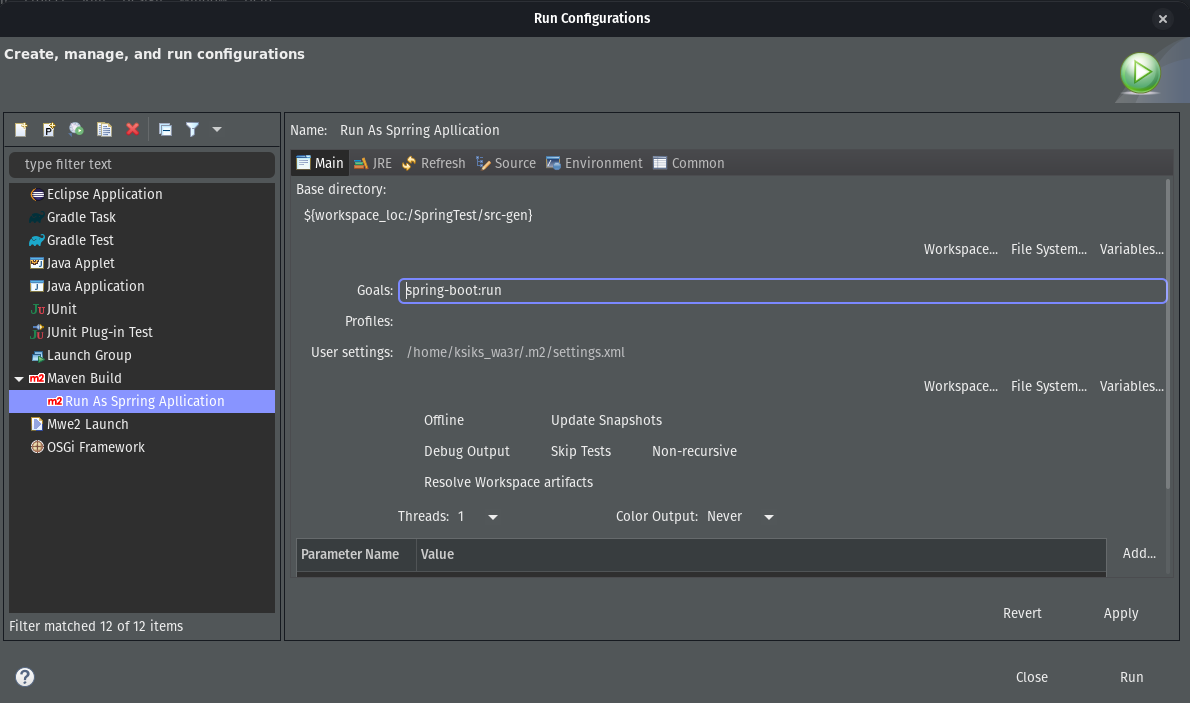 Run Configurations
Create, manage, and run configurations
type filter text
Eclipse Application
Gradle Task
Gradle Test
Java Applet
Java Application
JUnit
JUnit Plug-in Test
Launch Group
Maven Build
Run As Sprring Apllication
Mwe2 Launch
OSGi Framework
Filter matched 12 of 12 items
Name: Run As Sprring Apllication
Main JRE Refresh Source Environment Common
Base directory:
${workspace_loc:/SpringTest/src-gen}
Workspace... File System... Variables...
Goals: spring-boot:run
Profiles:
User settings: /home/ksiks_wa3r/.m2/settings.xml
Workspace... File System... Variables...
Offline Update Snapshots
Debug Output Skip Tests Non-recursive
Resolve Workspace artifacts
Threads: 1 Color Output: Never
Parameter Name Value Add...
Revert Apply
Close Run